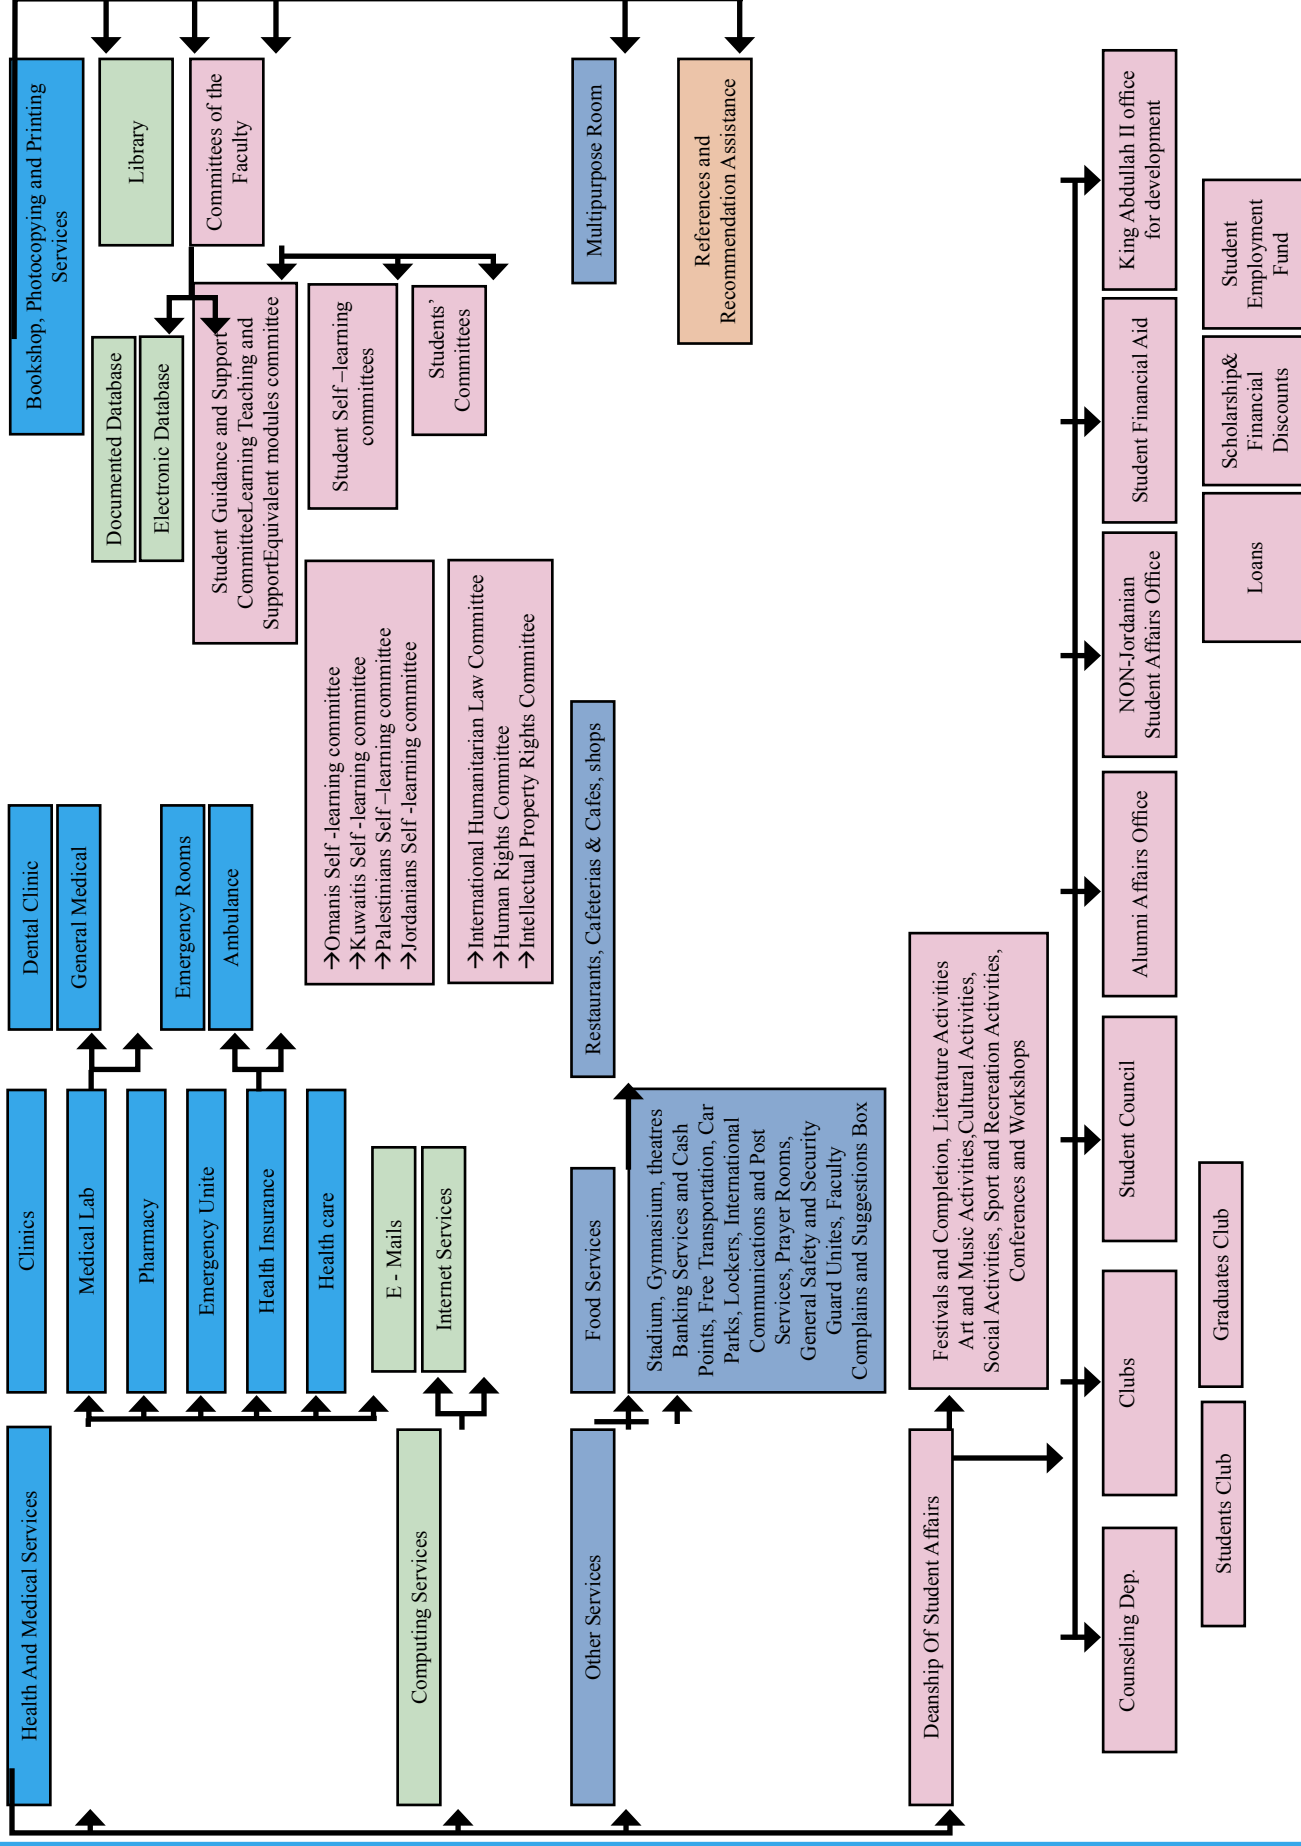 Health And Medical Services
Clinics
Medical Lab
Pharmacy
Emergency Unite
Health Insurance
Health care
Dental Clinic
General Medical
Emergency Rooms
Ambulance
Bookshop, Photocopying and Printing
Services
Library
Documented Database
Electronic Database
Committees of the
Faculty
Student Guidance and Support
CommitteeLearning Teaching and
SupportEquivalent modules committee
Student Self –learning
committees
Students’
Committees
→Omanis Self -learning committee
→Kuwaitis Self -learning committee
→Palestinians Self –learning committee
→Jordanians Self -learning committee
→International Humanitarian Law Committee
→Human Rights Committee
→Intellectual Property Rights Committee
Computing Services
E - Mails
Internet Services
Other Services
Food Services
Restaurants, Cafeterias & Cafes, shops
Multipurpose Room
Stadium, Gymnasium, theatres
Banking Services and Cash
Points, Free Transportation, Car
Parks, Lockers, International
Communications and Post
Services, Prayer Rooms,
General Safety and Security
Guard Unites, Faculty
Complains and Suggestions Box
References and
Recommendation Assistance
Deanship Of Student Affairs
Festivals and Completion, Literature Activities
Art and Music Activities,Cultural Activities,
Social Activities, Sport and Recreation Activities,
Conferences and Workshops
Counseling Dep.
Clubs
Student Council
Alumni Affairs Office
NON-Jordanian
Student Affairs Office
Student Financial Aid
King Abdullah II office
for development
Students Club
Graduates Club
Loans
Scholarship&
Financial
Discounts
Student
Employment
Fund